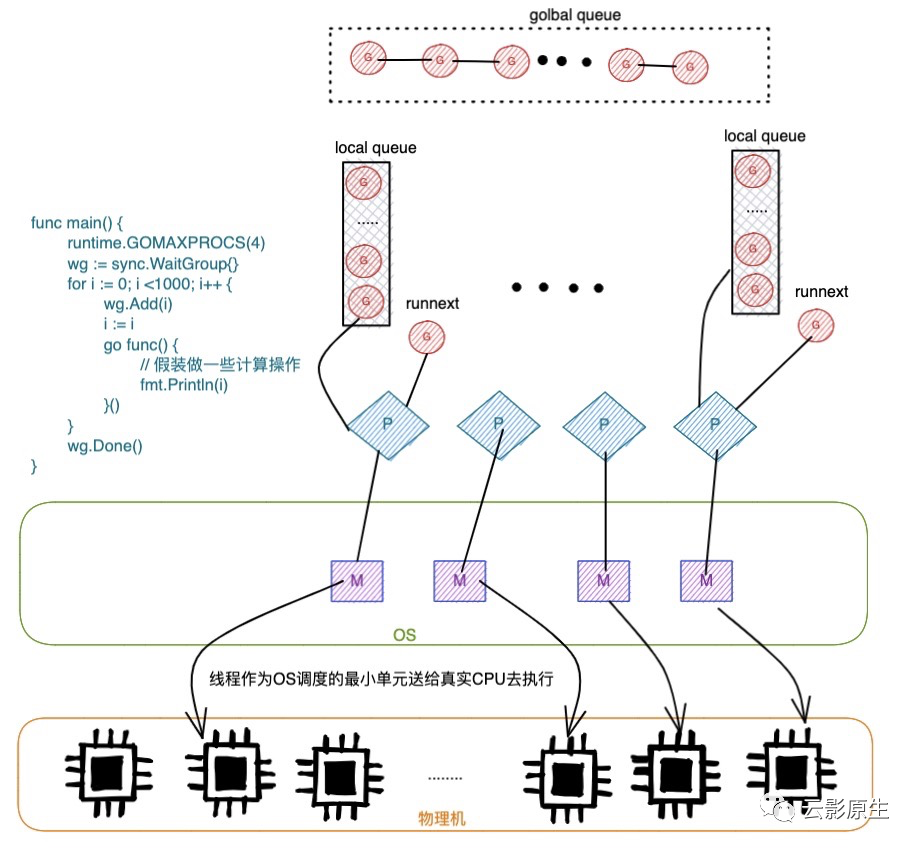 golbal queue
G G G G G
local queue
local queue
G
.....
G
G
G
.....
G
G
runnext
G
runnext
G
func main() {
runtime.GOMAXPROCS(4)
wg := sync.WaitGroup{}
for i := 0; i <1000; i++ {
wg.Add(i)
i := i
go func() {
// 假装做一些计算操作
fmt.Println(i)
}()
}
wg.Done()
}
P P P P
M M M M
OS
线程作为OS调度的最小单元送给真实CPU去执行
........
物理机
云影原生